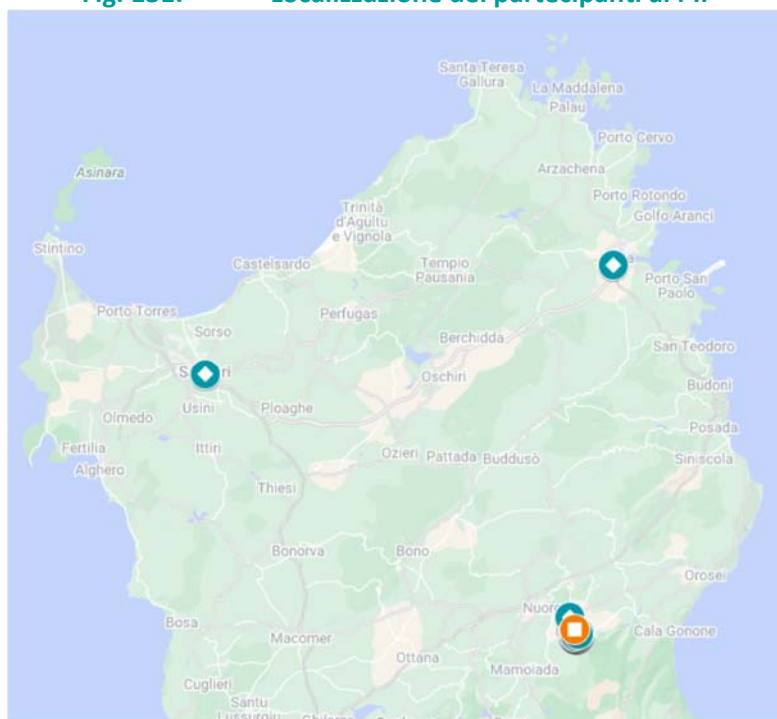 Localizzazione dei partecipanti al PIF
Santa Teresa
Gallura
La Maddalena
Palau
Porto Cervo
Asinara
Arzachena
Porto Rotondo
Golfo Aranci
Trinità
d'Agultu
e Vignola
Stintino
Castelsardo
Tempio
Pausania
Porto San
Paolo
Porto Torres
Perfugas
Sorso
Berchidda
San Teodoro
Oschiri
Budoni
Usini
Ploaghe
Olmedo
Posada
Fertilia
Ittiri
Ozieri
Pattada
Buddusò
Siniscola
Alghero
Thiesi
Bonorva
Bono
Orosei
Bosa
Cala Gonone
Macomer
Ottana
Mamoiada
Cuglieri
Santu
Lussurgiu